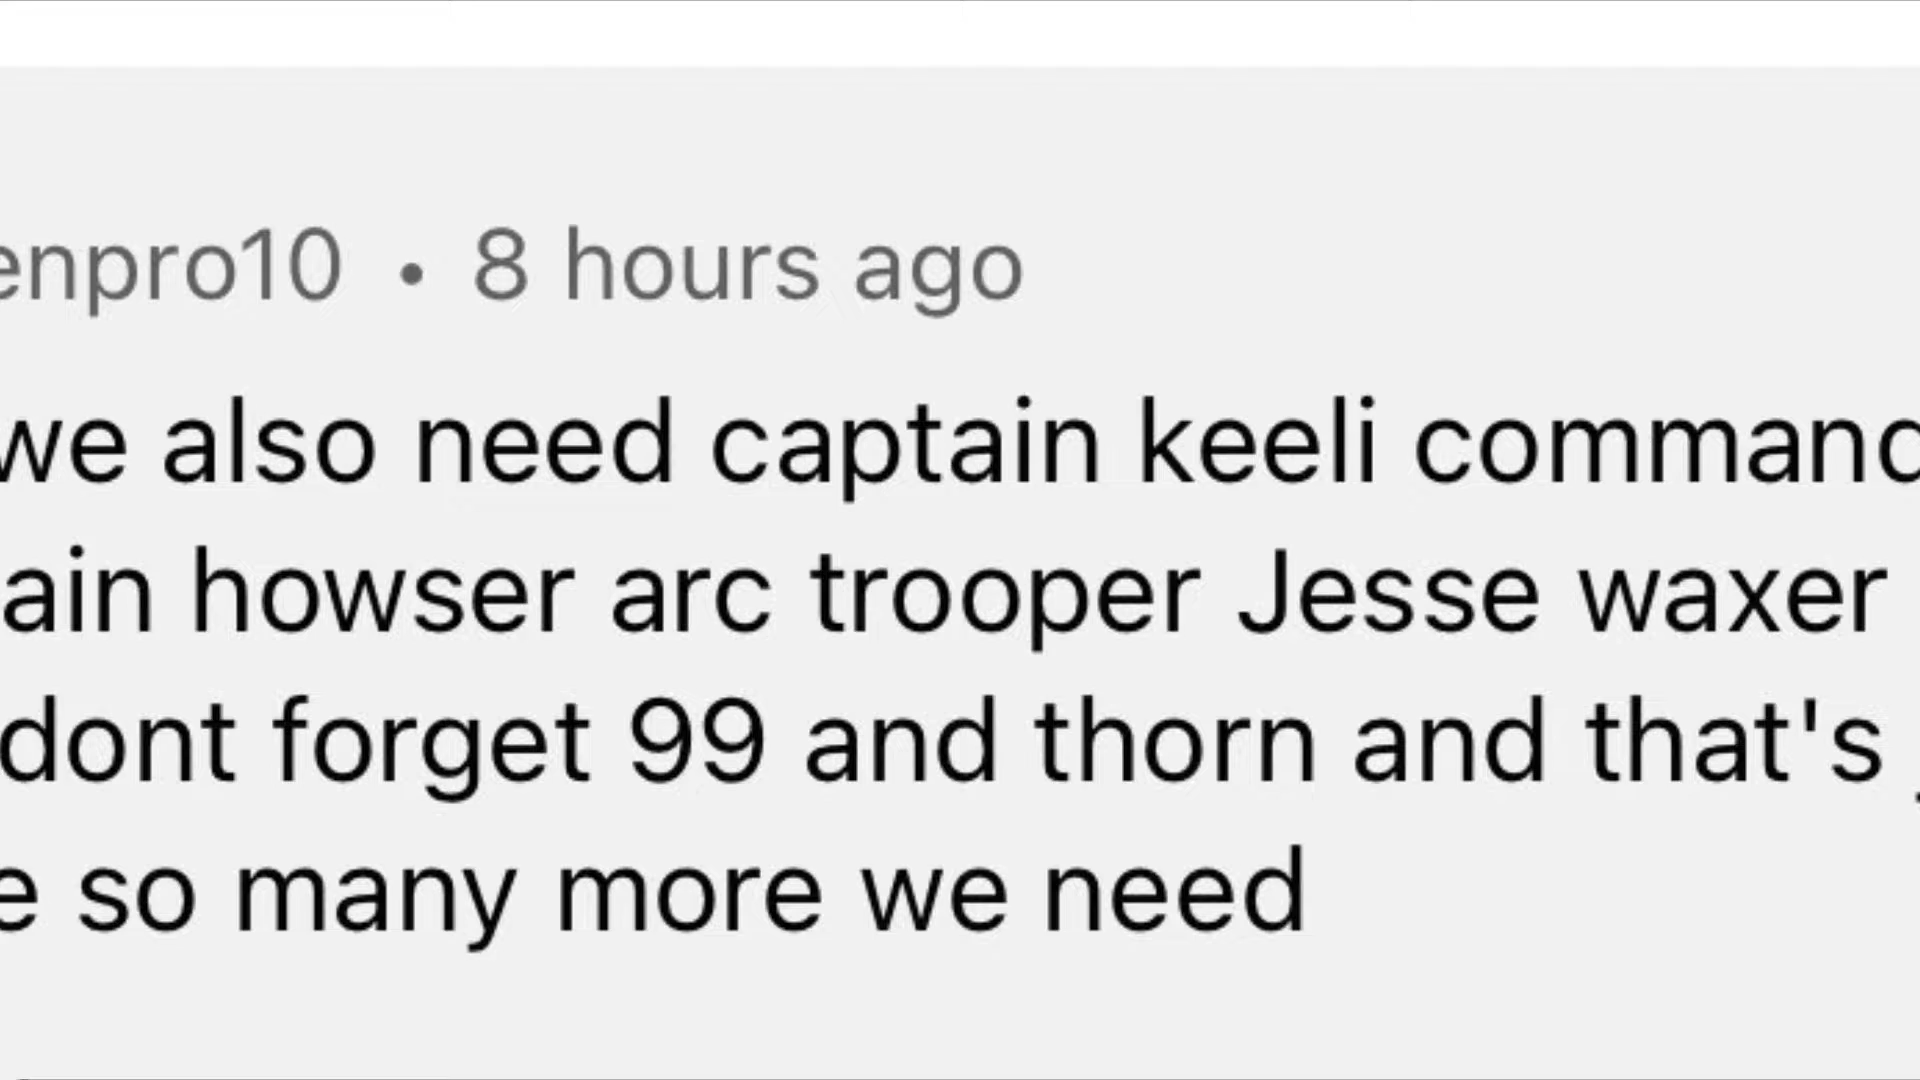 enpro10 • 8 hours ago
we also need captain keeli command
ain howser arc trooper Jesse waxer
dont forget 99 and thorn and that's
e so many more we need